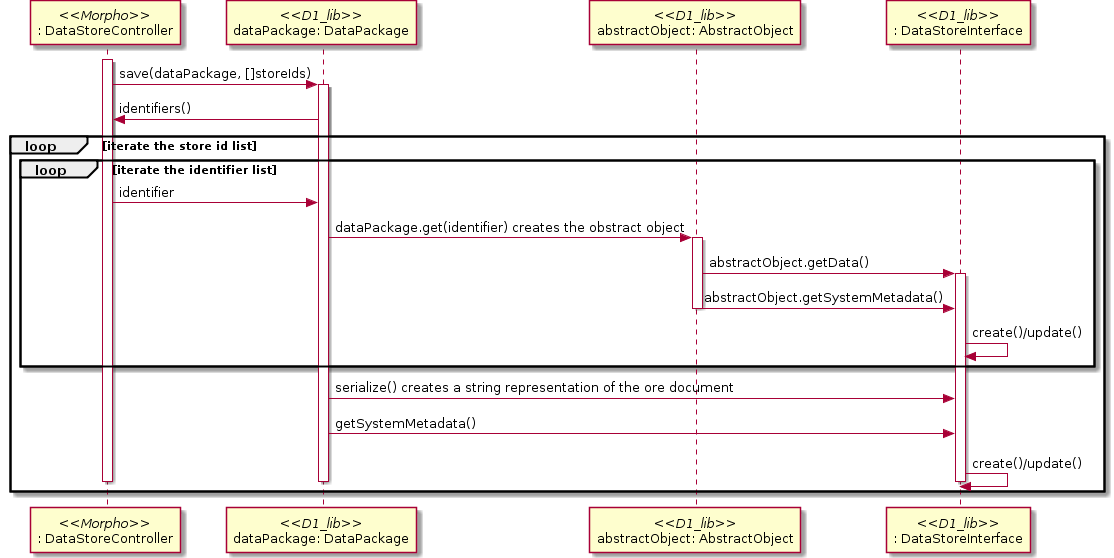 <<Morpho>>
: DataStoreController
<<D1_lib>>
dataPackage: DataPackage
<<D1_lib>>
abstractObject: AbstractObject
<<D1_lib>>
: DataStoreInterface
save(dataPackage, []storeIds)
identifiers()
loop [iterate the store id list]
loop [iterate the identifier list]
identifier
dataPackage.get(identifier) creates the obstract object
abstractObject.getData()
abstractObject.getSystemMetadata()
create()/update()
serialize() creates a string representation of the ore document
getSystemMetadata()
create()/update()
<<Morpho>>
: DataStoreController
<<D1_lib>>
dataPackage: DataPackage
<<D1_lib>>
abstractObject: AbstractObject
<<D1_lib>>
: DataStoreInterface